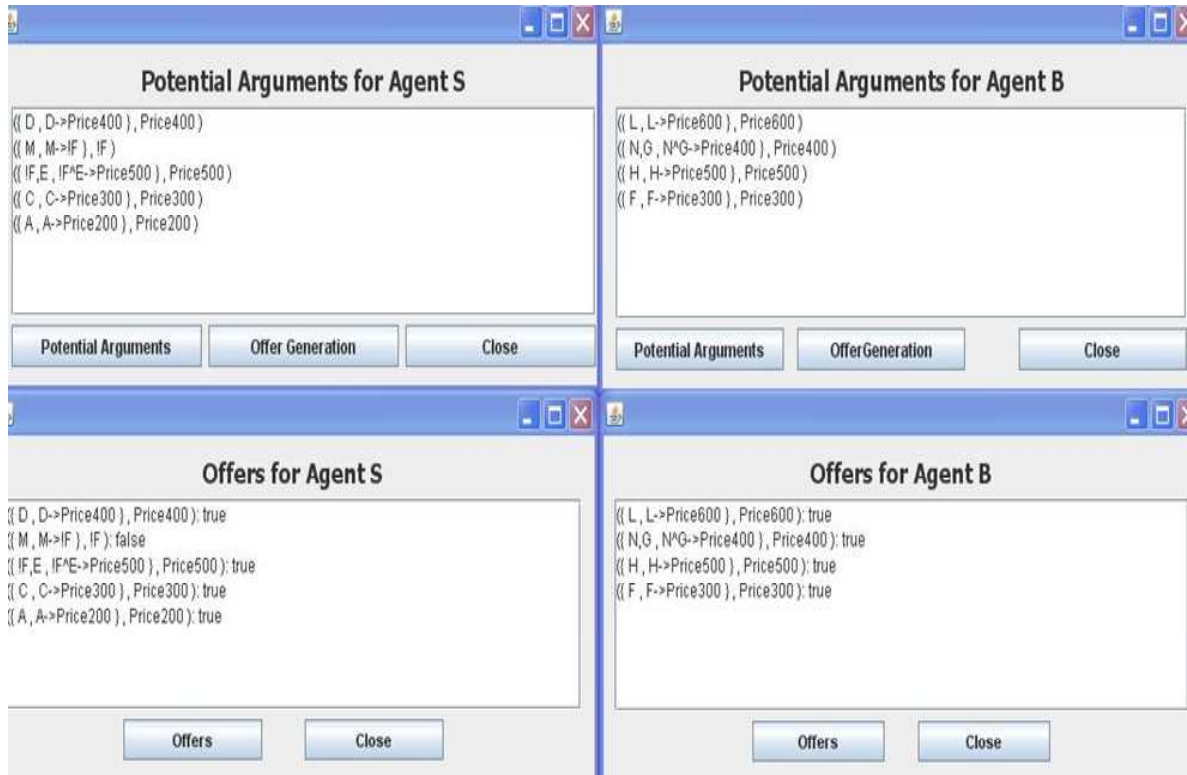 Potential Arguments for Agent S
(( D , D->Price400 } , Price400 )
(( M , M->!F } , !F )
(( !F,E , !F^E->Price500 } , Price500 )
(( C , C->Price300 } , Price300 )
(( A , A->Price200 } , Price200 )
Potential Arguments
Offer Generation
Close
Potential Arguments for Agent B
(( L , L->Price600 } , Price600 )
(( N,G , N^G->Price400 } , Price400 )
(( H , H->Price500 } , Price500 )
(( F , F->Price300 } , Price300 )
Potential Arguments
OfferGeneration
Close
Offers for Agent S
(( D , D->Price400 } , Price400 ): true
(( M , M->!F } , !F ): false
(( !F,E , !F^E->Price500 } , Price500 ): true
(( C , C->Price300 } , Price300 ): true
(( A , A->Price200 } , Price200 ): true
Offers
Close
Offers for Agent B
(( L , L->Price600 } , Price600 ): true
(( N,G , N^G->Price400 } , Price400 ): true
(( H , H->Price500 } , Price500 ): true
(( F , F->Price300 } , Price300 ): true
Offers
Close